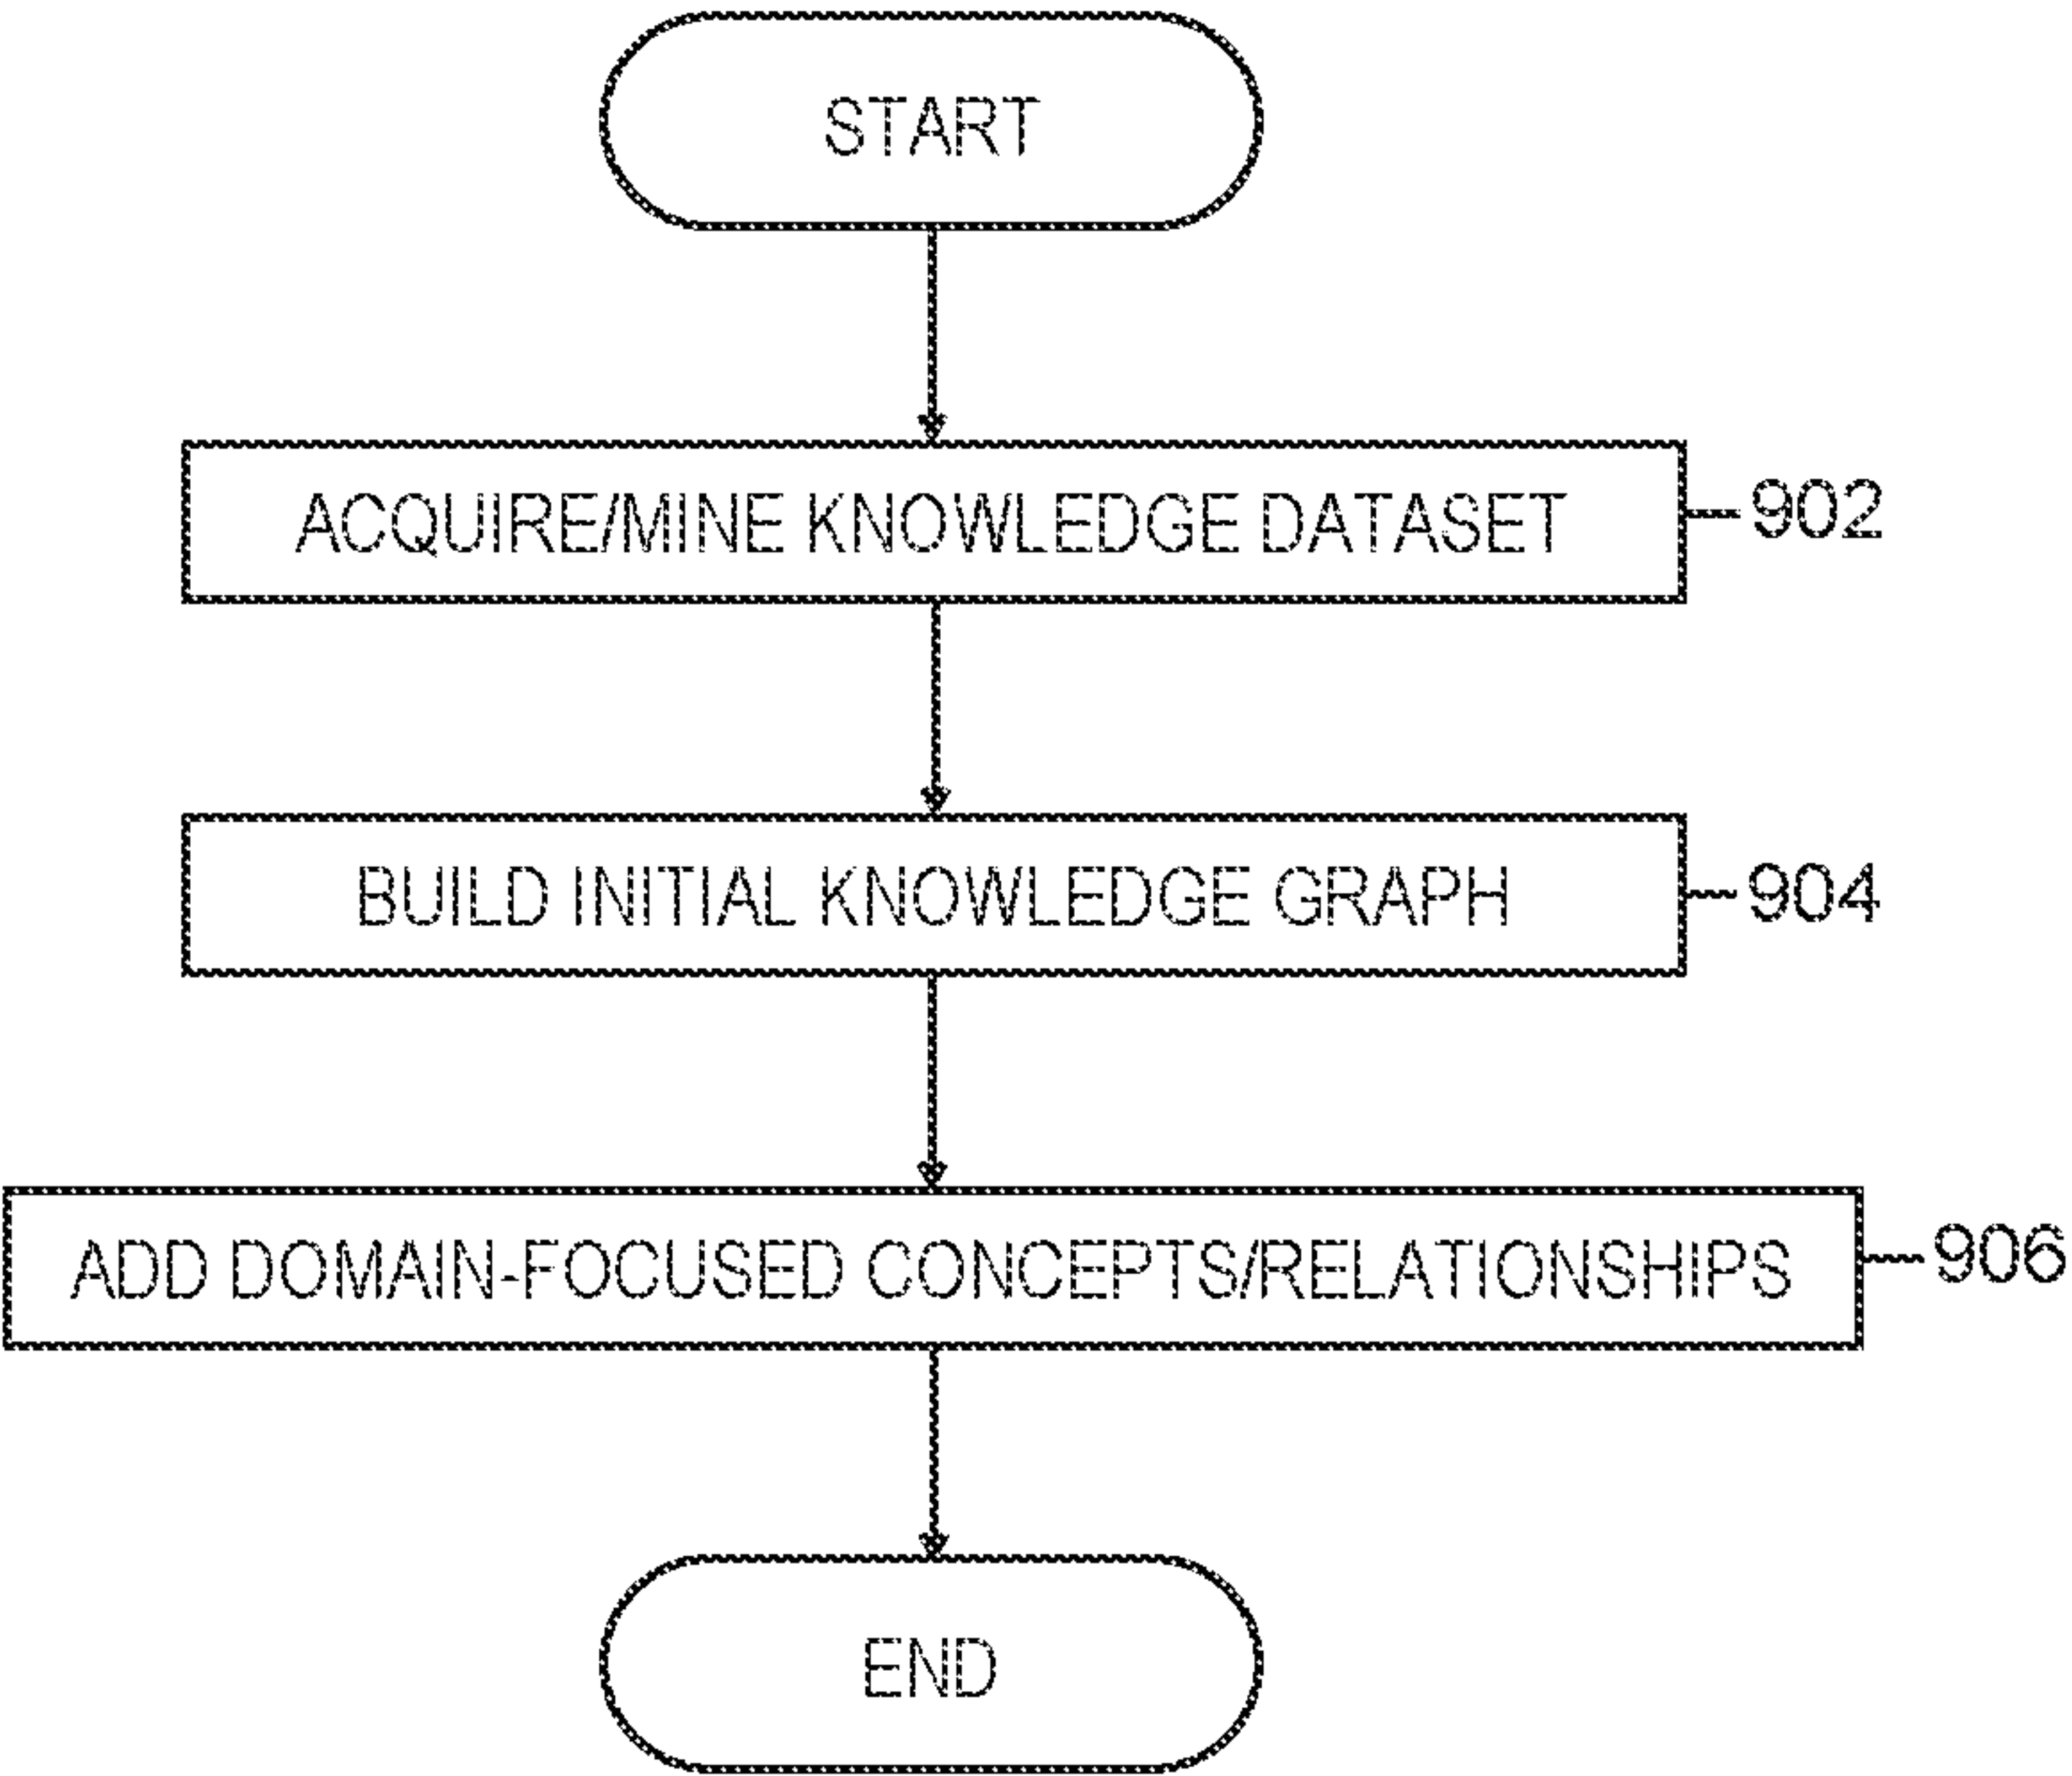 START
ACQUIRE/MINE KNOWLEDGE DATASET
902
BUILD INITIAL KNOWLEDGE GRAPH
904
ADD DOMAIN-FOCUSED CONCEPTS/RELATIONSHIPS
906
END